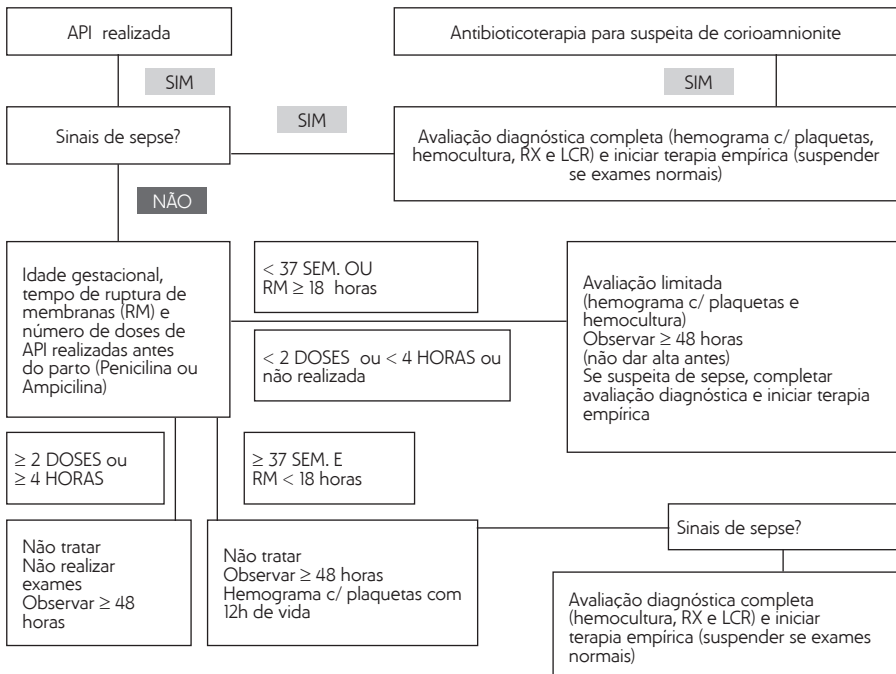 API realizada
Antibioticoterapia para suspeita de corioamnionite
SIM
SIM
Sinais de sepse?
SIM
Avaliação diagnóstica completa (hemograma c/ plaquetas,
hemocultura, RX e LCR) e iniciar terapia empírica (suspender
se exames normais)
NÃO
Idade gestacional,
tempo de ruptura de
membranas (RM) e
número de doses de
API realizadas antes
do parto (Penicilina ou
Ampicilina)
< 37 SEM. OU
RM ≥ 18 horas
< 2 DOSES ou < 4 HORAS ou
não realizada
Avaliação limitada
(hemograma c/ plaquetas e
hemocultura)
Observar ≥ 48 horas
(não dar alta antes)
Se suspeita de sepse, completar
avaliação diagnóstica e iniciar terapia
empírica
≥ 2 DOSES ou
≥ 4 HORAS
≥ 37 SEM. E
RM < 18 horas
Não tratar
Não realizar
exames
Observar ≥ 48
horas
Não tratar
Observar ≥ 48 horas
Hemograma c/ plaquetas com
12h de vida
Sinais de sepse?
Avaliação diagnóstica completa
(hemocultura, RX e LCR) e iniciar
terapia empírica (suspender se exames
normais)